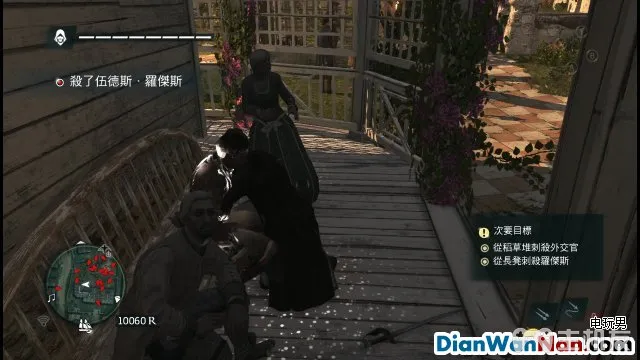 殺了伍德斯·羅傑斯
次要目標
從稻草堆刺殺外交官
從長凳刺殺羅傑斯
10060 R
电玩男
DianWanNan.com